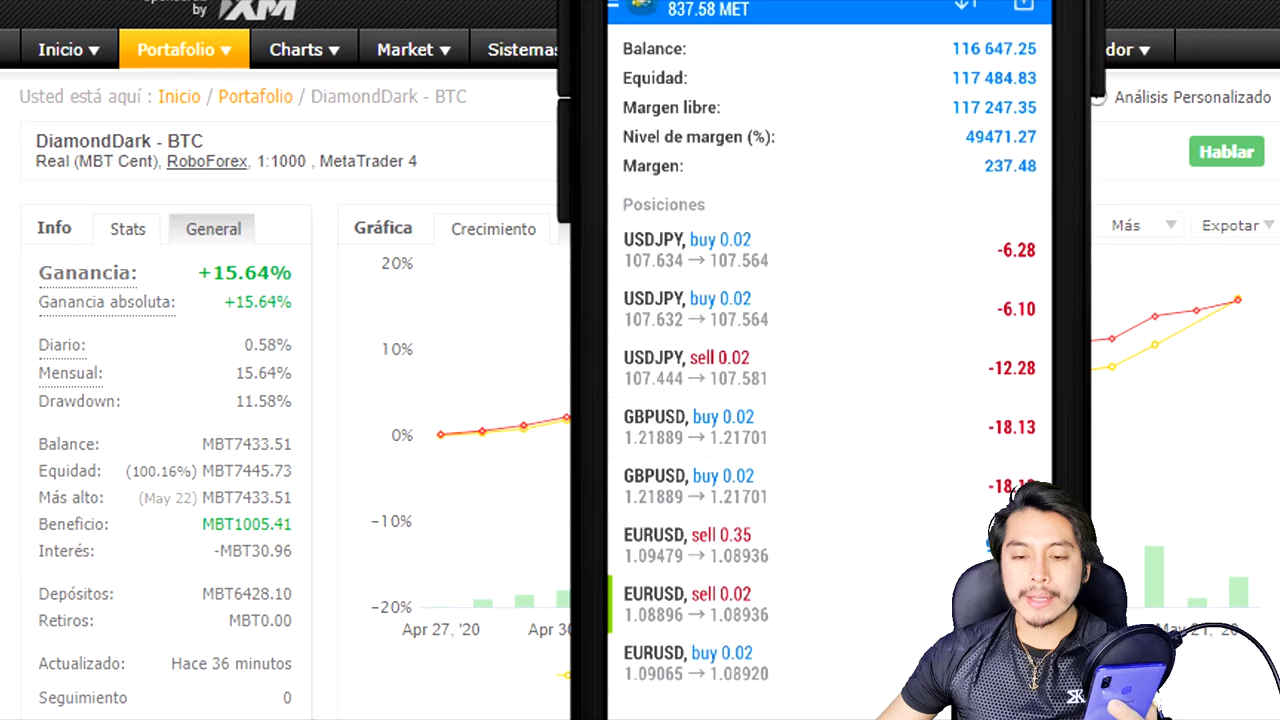 by XM
Inicio ▾ Portafolio ▾ Charts ▾ Market ▾ Sistemas
Usted está aquí : Inicio / Portafolio / DiamondDark - BTC
Análisis Personalizado
DiamondDark - BTC
Real (MBT Cent), RoboForex, 1:1000 , MetaTrader 4
Hablar
Info Stats General
Ganancia: +15.64%
Ganancia absoluta: +15.64%
Diario: 0.58%
Mensual: 15.64%
Drawdown: 11.58%
Balance: MBT7433.51
Equidad: (100.16%) MBT7445.73
Más alto: (May 22) MBT7433.51
Beneficio: MBT1005.41
Interés: -MBT30.96
Depósitos: MBT6428.10
Retiros: MBT0.00
Actualizado: Hace 36 minutos
Seguimiento 0
Gráfica Crecimiento
Más Expotar
20%
10%
0%
-10%
-20%
Apr 27, '20 Apr 30
837.58 MET
Balance: 116 647.25
Equidad: 117 484.83
Margen libre: 117 247.35
Nivel de margen (%): 49471.27
Margen: 237.48
Posiciones
USDJPY, buy 0.02
107.634 → 107.564
-6.28
USDJPY, buy 0.02
107.632 → 107.564
-6.10
USDJPY, sell 0.02
107.444 → 107.581
-12.28
GBPUSD, buy 0.02
1.21889 → 1.21701
-18.13
GBPUSD, buy 0.02
1.21889 → 1.21701
EURUSD, sell 0.35
1.09479 → 1.08936
EURUSD, sell 0.02
1.08896 → 1.08936
EURUSD, buy 0.02
1.09065 → 1.08920